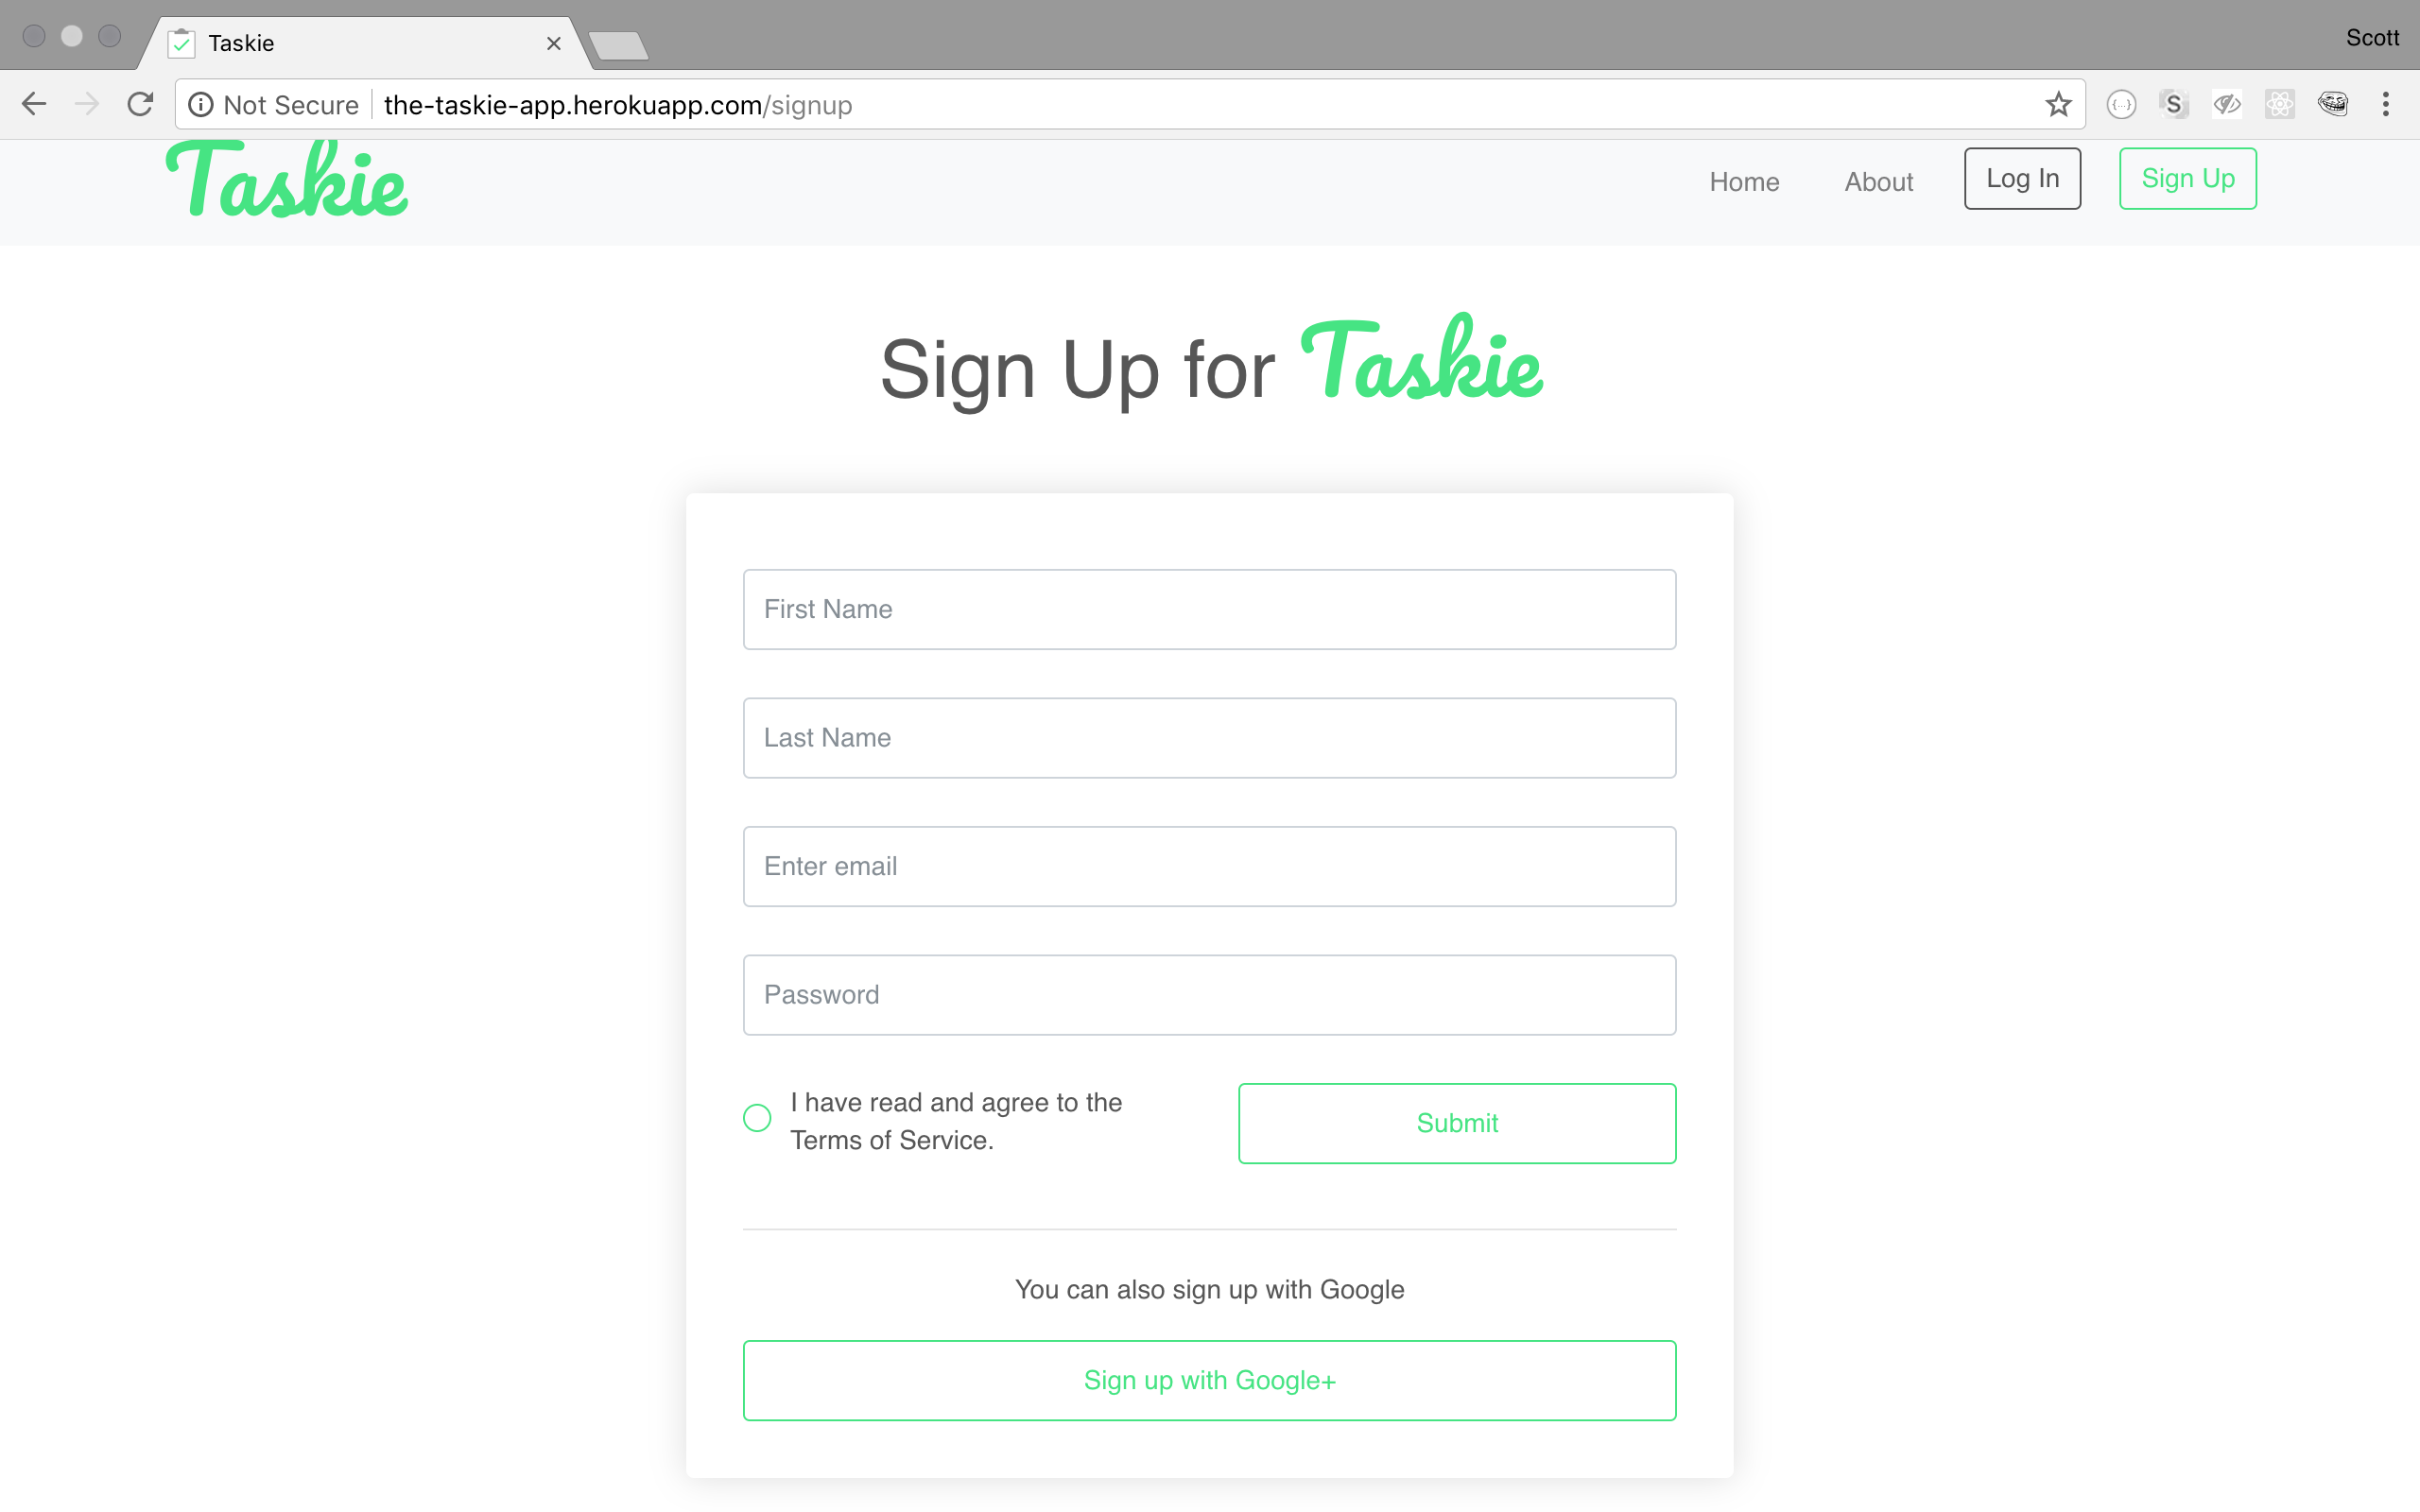 Taskie
Scott
Not Secure the-taskie-app.herokuapp.com/signup
{...} S
Taskie Home About Log In Sign Up
Sign Up for Taskie
First Name
Last Name
Enter email
Password
I have read and agree to the
Terms of Service.
Submit
You can also sign up with Google
Sign up with Google+